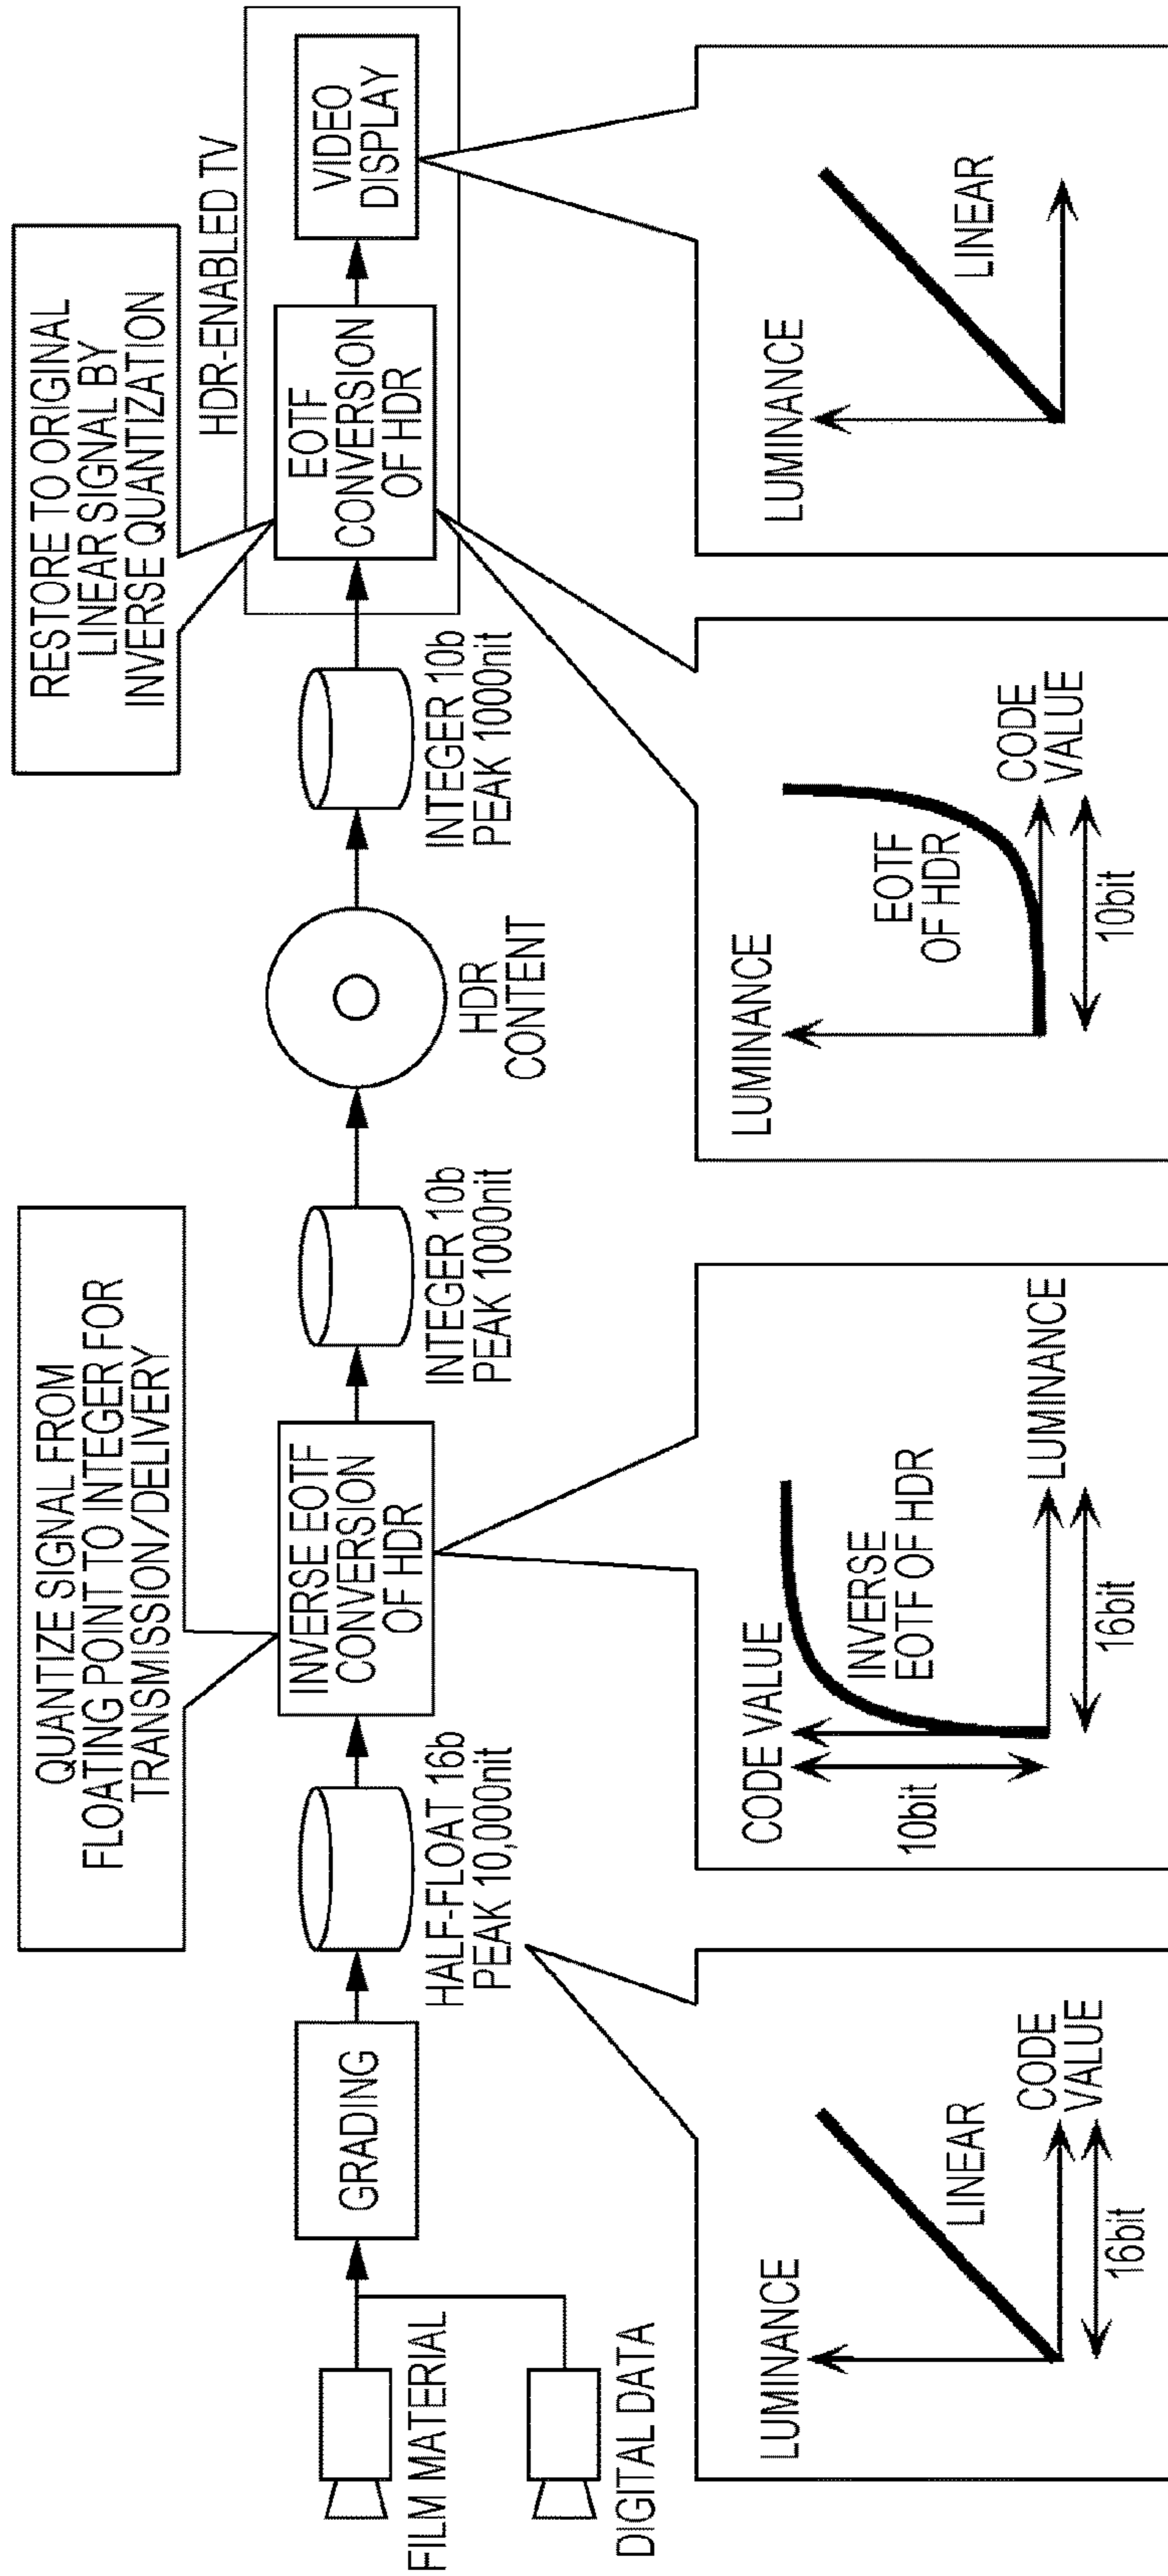 QUANTIZE SIGNAL FROM
FLOATING POINT TO INTEGER FOR
TRANSMISSION/DELIVERY
RESTORE TO ORIGINAL
LINEAR SIGNAL BY
INVERSE QUANTIZATION
HDR-ENABLED TV
FILM MATERIAL
DIGITAL DATA
GRADING
HALF-FLOAT 16b
PEAK 10,000nit
INVERSE EOTF
CONVERSION
OF HDR
INTEGER 10b
PEAK 1000nit
HDR
CONTENT
INTEGER 10b
PEAK 1000nit
EOTF
CONVERSION
OF HDR
VIDEO
DISPLAY
LUMINANCE
LINEAR
CODE
VALUE
16bit
CODE VALUE
10bit
INVERSE
EOTF OF HDR
LUMINANCE
16bit
LUMINANCE
EOTF
OF HDR
CODE
VALUE
10bit
LUMINANCE
LINEAR